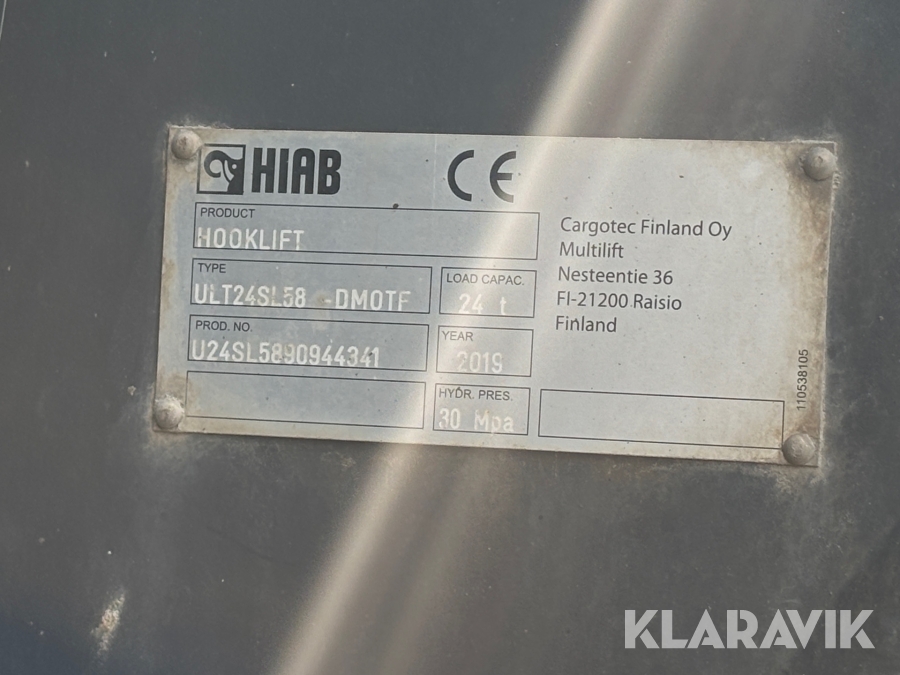 HIAB
CE
PRODUCT
HOOKLIFT
TYPE
ULT24SL58 -DMOTF
LOAD CAPAC.
24 t
PROD. NO.
U24SL5890944341
YEAR
2019
HYDR. PRES.
30 Mpa
Cargotec Finland Oy
Multilift
Nesteentie 36
FI-21200 Raisio
Finland
110538105
KLARAVIK